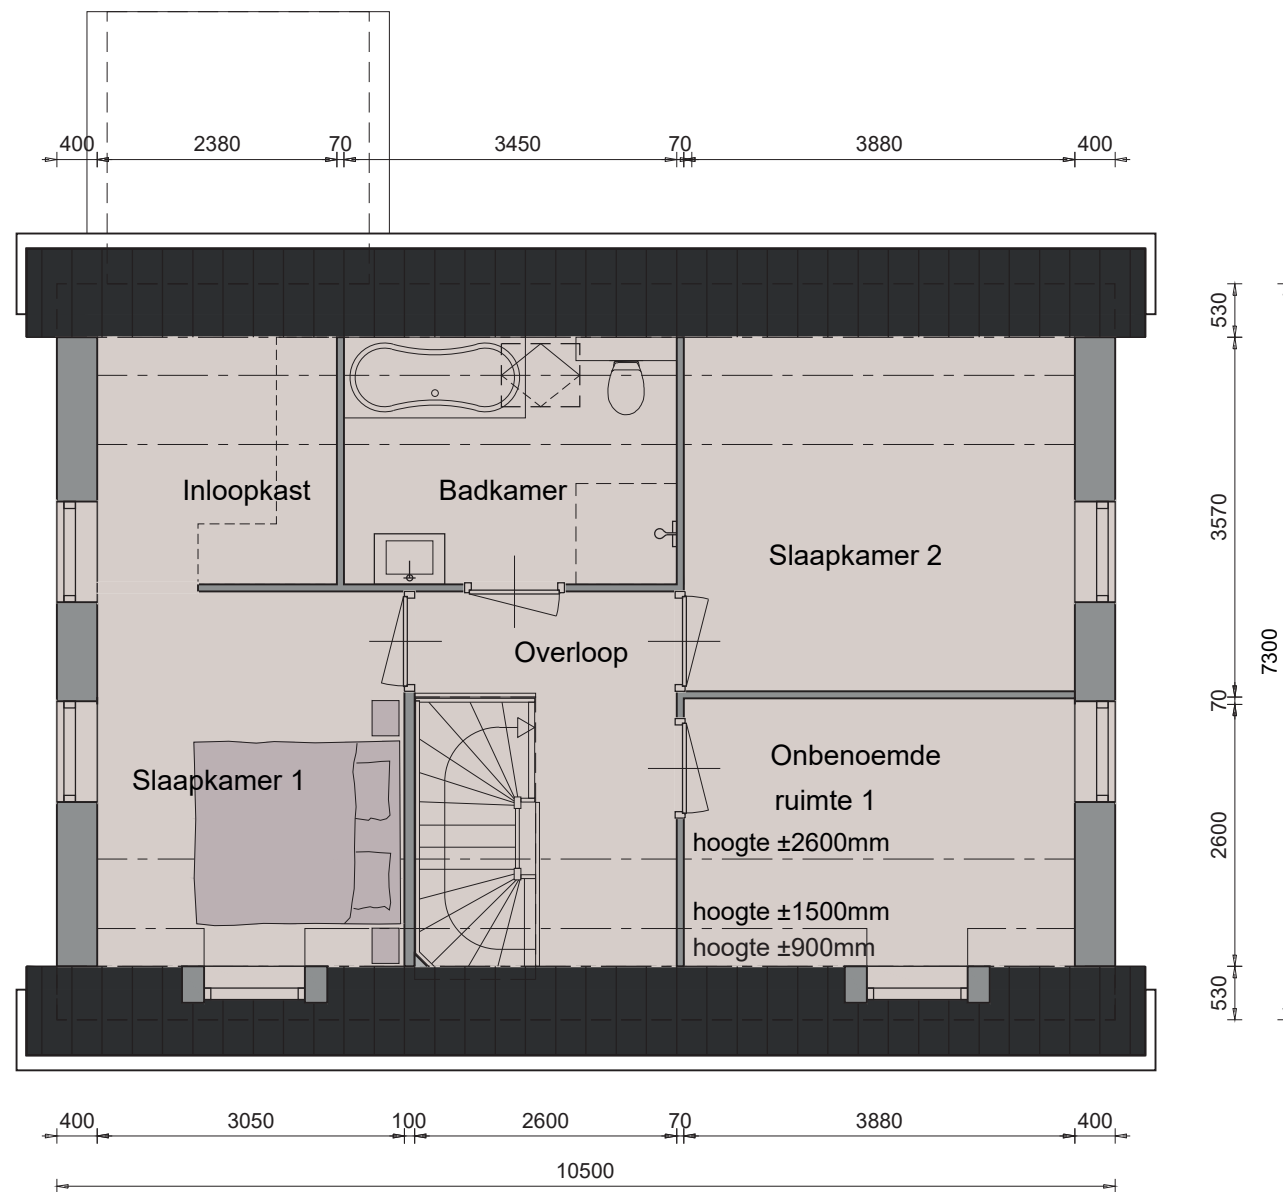 400 2380 70 3450 70 3880 400
530
Inloopkast Badkamer
3570
Slaapkamer 2
Overloop
7300
70
Slaapkamer 1
Onbenoemde
ruimte 1
2600
hoogte ±2600mm
hoogte ±1500mm
hoogte ±900mm
530
400 3050 100 2600 70 3880 400
10500